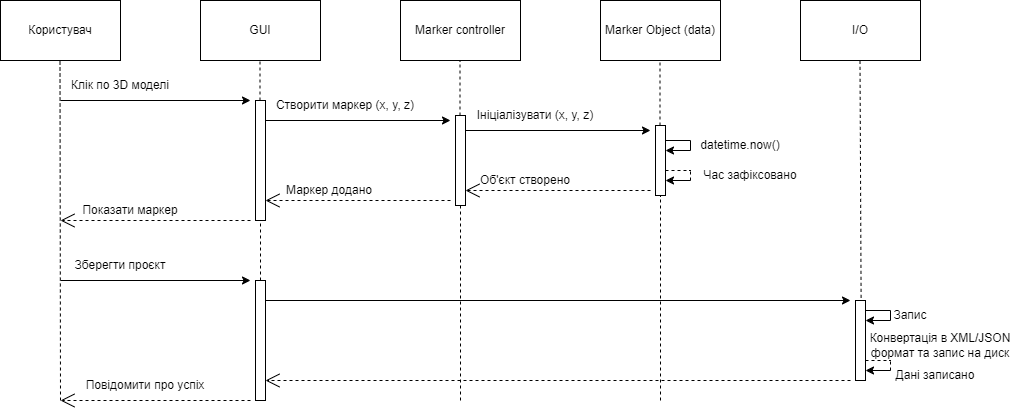 Користувач
GUI
Marker controller
Marker Object (data)
I/O
Клік по 3D моделі
Створити маркер (x, y, z)
Ініціалізувати (x, y, z)
datetime.now()
Час зафіксовано
Об'єкт створено
Маркер додано
Показати маркер
Зберегти проєкт
Запис
Конвертація в XML/JSON
формат та запис на диск
Дані записано
Повідомити про успіх